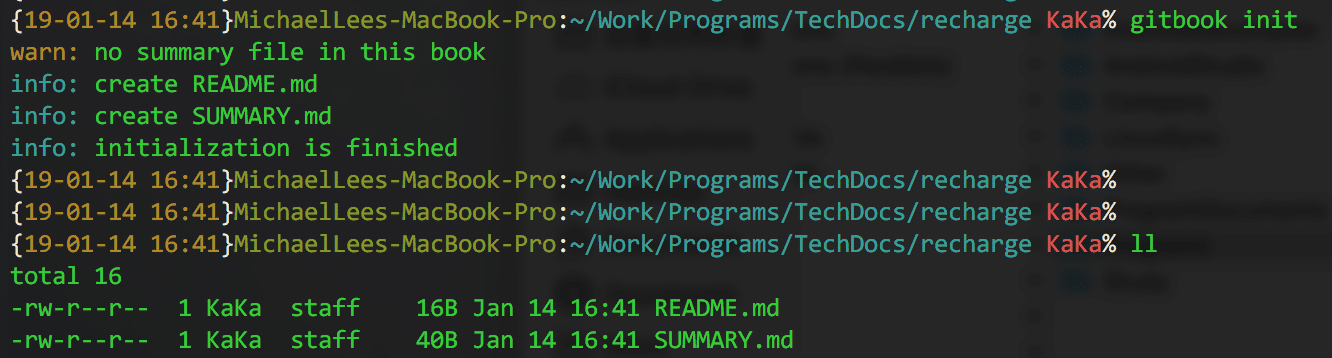 {19-01-14 16:41}MichaelLees-MacBook-Pro:~/Work/Programs/TechDocs/recharge KaKa% gitbook init
warn: no summary file in this book
info: create README.md
info: create SUMMARY.md
info: initialization is finished
{19-01-14 16:41}MichaelLees-MacBook-Pro:~/Work/Programs/TechDocs/recharge KaKa%
{19-01-14 16:41}MichaelLees-MacBook-Pro:~/Work/Programs/TechDocs/recharge KaKa%
{19-01-14 16:41}MichaelLees-MacBook-Pro:~/Work/Programs/TechDocs/recharge KaKa% ll
total 16
-rw-r--r--  1 KaKa  staff    16B Jan 14 16:41 README.md
-rw-r--r--  1 KaKa  staff    40B Jan 14 16:41 SUMMARY.md